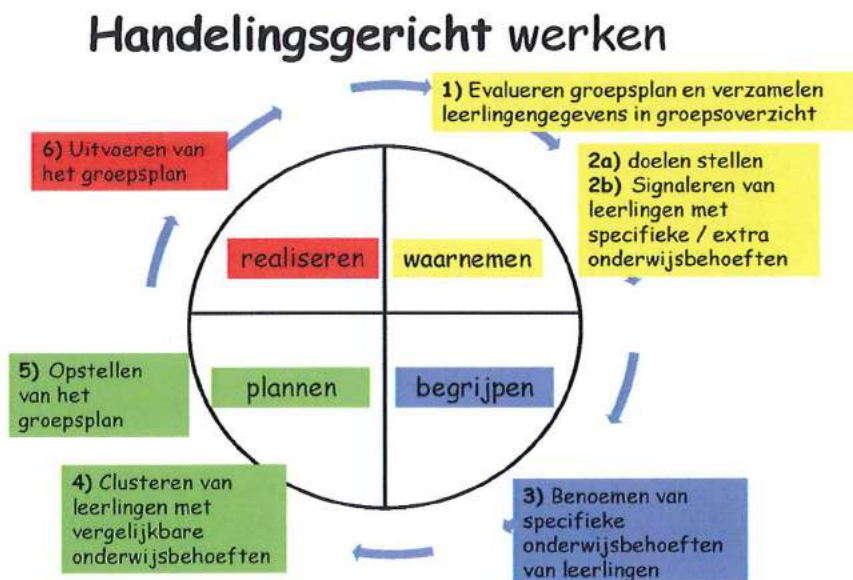 Handelingsgericht werken
1) Evalueren groepsplan en verzamelen
leerlingengegevens in groepsoverzicht
2a) doelen stellen
2b) Signaleren van
leerlingen met
specifieke / extra
onderwijsbehoeften
6) Uitvoeren van
het groepsplan
realiseren
waarnemen
plannen
begrijpen
5) Opstellen
van het
groepsplan
4) Clusteren van
leerlingen met
vergelijkbare
onderwijsbehoeften
3) Benoemen van
specifieke
onderwijsbehoeften
van leerlingen